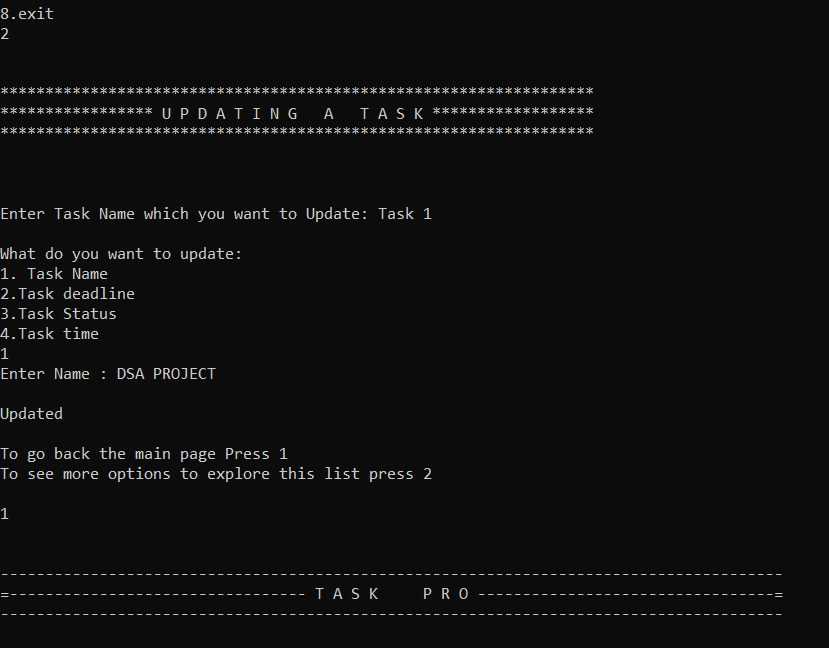 8.exit
2
******************************************************************
***************** U P D A T I N G   A   T A S K ******************
******************************************************************
Enter Task Name which you want to Update: Task 1
What do you want to update:
1. Task Name
2.Task deadline
3.Task Status
4.Task time
1
Enter Name : DSA PROJECT
Updated
To go back the main page Press 1
To see more options to explore this list press 2
1
---------------------------------------------------------------------------------------
=--------------------------------- T A S K     P R O ---------------------------------=
---------------------------------------------------------------------------------------